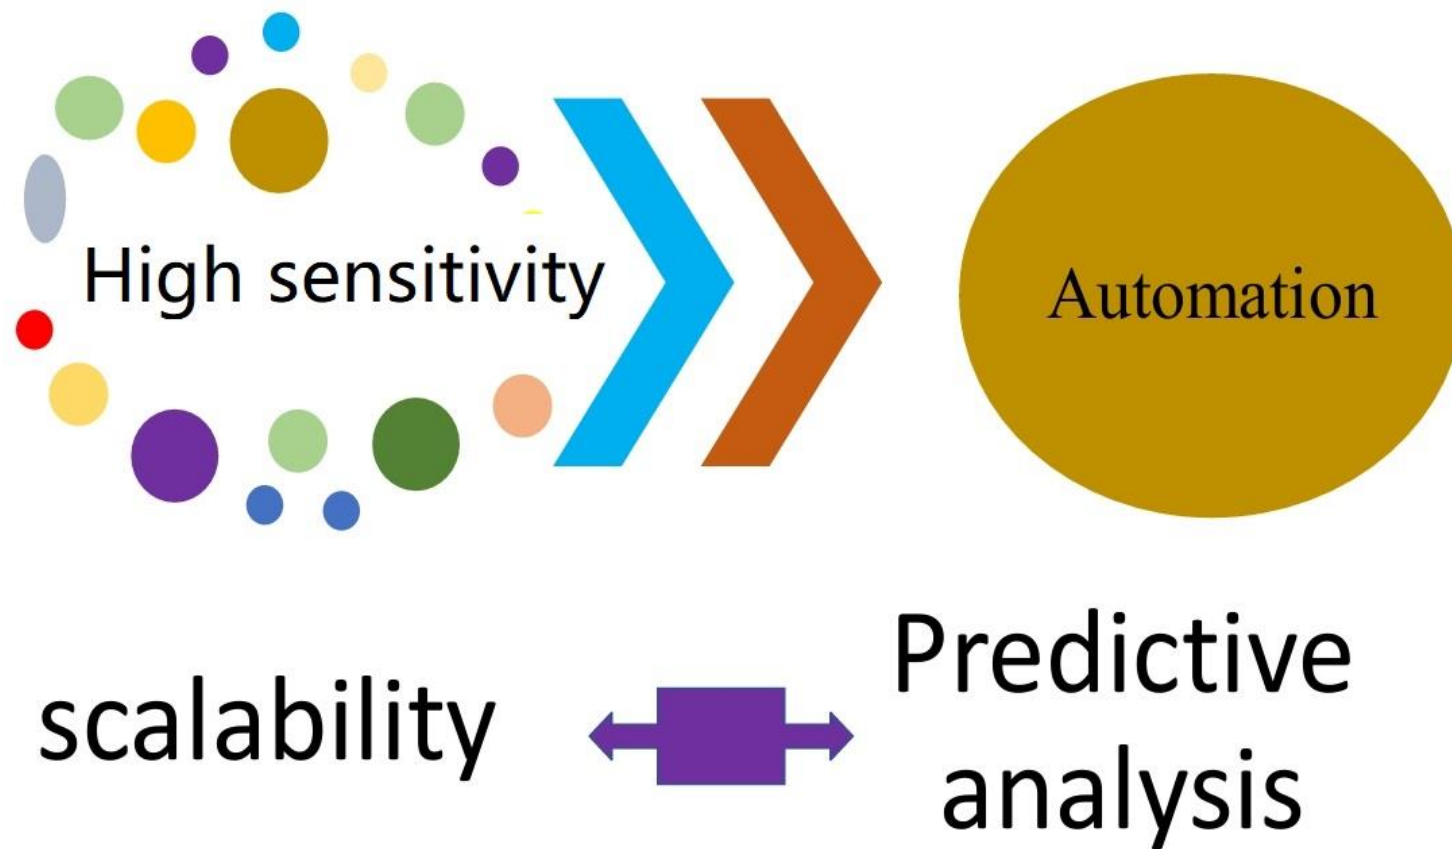 High sensitivity
Automation
scalability
Predictive
analysis